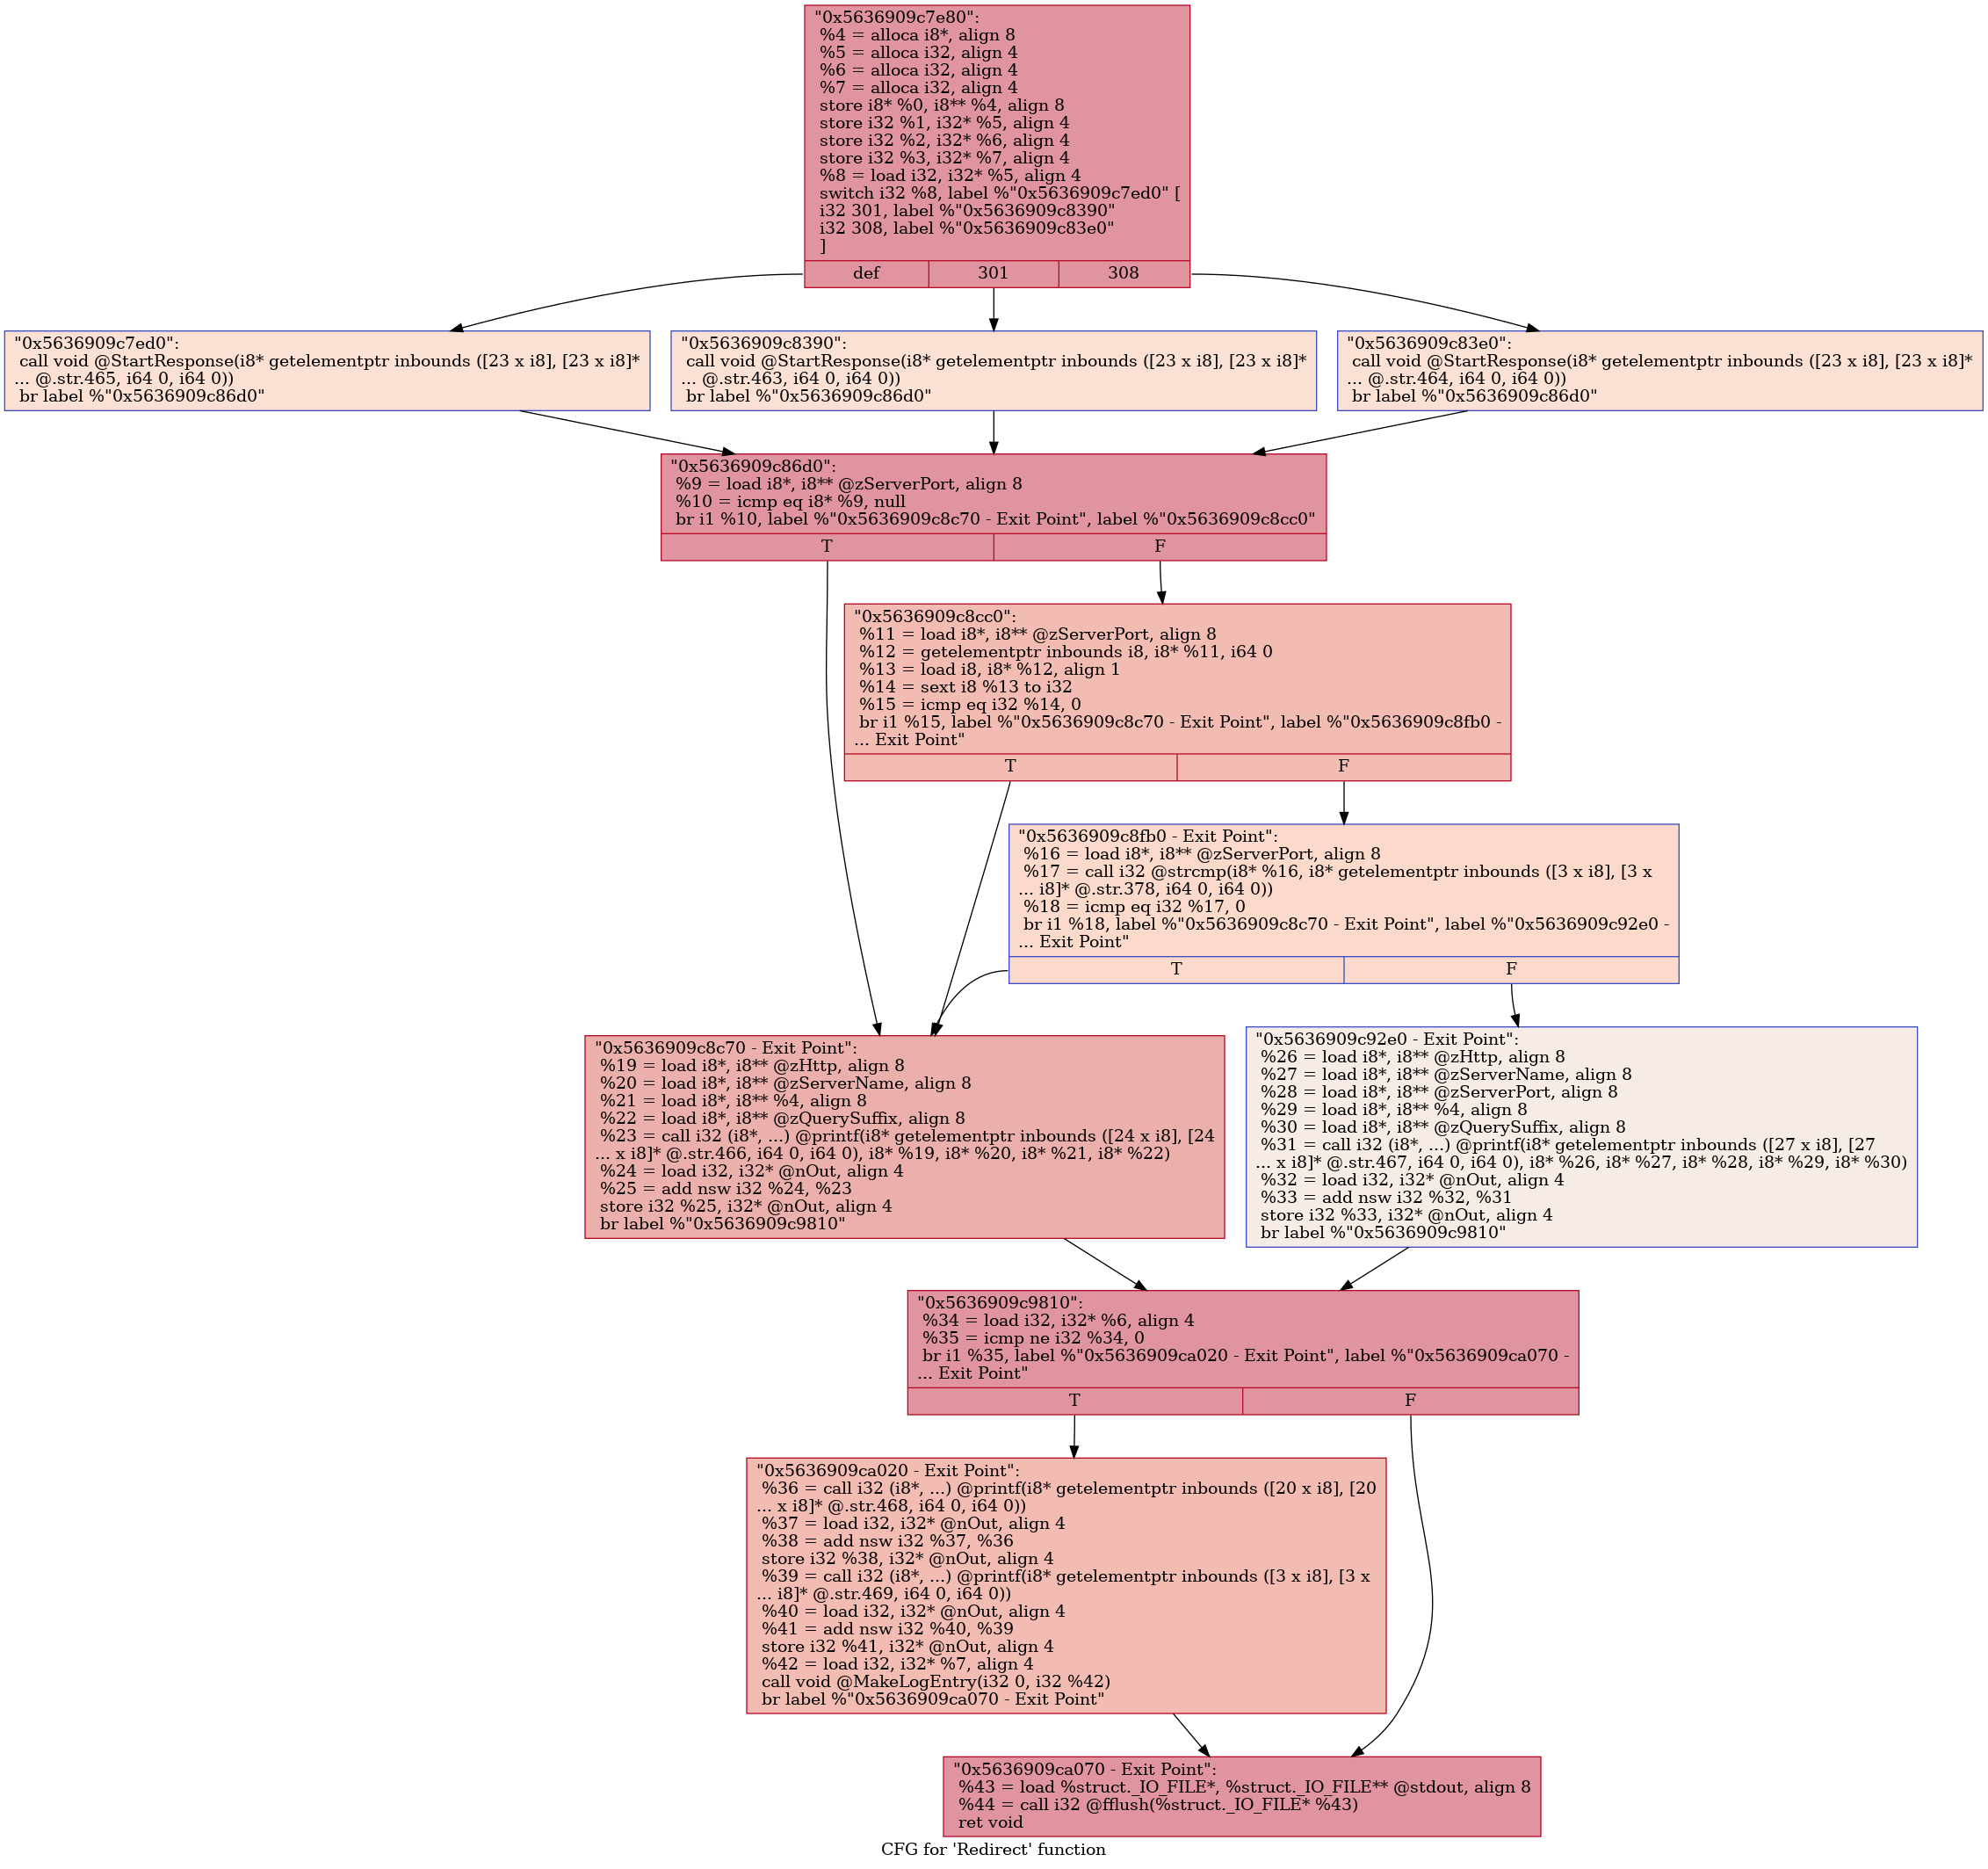 "0x5636909c7e80":
%4 = alloca i8*, align 8
%5 = alloca i32, align 4
%6 = alloca i32, align 4
%7 = alloca i32, align 4
store i8* %0, i8** %4, align 8
store i32 %1, i32* %5, align 4
store i32 %2, i32* %6, align 4
store i32 %3, i32* %7, align 4
%8 = load i32, i32* %5, align 4
switch i32 %8, label %"0x5636909c7ed0" [
i32 301, label %"0x5636909c8390"
i32 308, label %"0x5636909c83e0"
]
def 301 308
"0x5636909c7ed0":
call void @StartResponse(i8* getelementptr inbounds ([23 x i8], [23 x i8]*
... @.str.465, i64 0, i64 0))
br label %"0x5636909c86d0"
"0x5636909c8390":
call void @StartResponse(i8* getelementptr inbounds ([23 x i8], [23 x i8]*
... @.str.463, i64 0, i64 0))
br label %"0x5636909c86d0"
"0x5636909c83e0":
call void @StartResponse(i8* getelementptr inbounds ([23 x i8], [23 x i8]*
... @.str.464, i64 0, i64 0))
br label %"0x5636909c86d0"
"0x5636909c86d0":
%9 = load i8*, i8** @zServerPort, align 8
%10 = icmp eq i8* %9, null
br i1 %10, label %"0x5636909c8c70 - Exit Point", label %"0x5636909c8cc0"
T F
"0x5636909c8cc0":
%11 = load i8*, i8** @zServerPort, align 8
%12 = getelementptr inbounds i8, i8* %11, i64 0
%13 = load i8, i8* %12, align 1
%14 = sext i8 %13 to i32
%15 = icmp eq i32 %14, 0
br i1 %15, label %"0x5636909c8c70 - Exit Point", label %"0x5636909c8fb0 -
... Exit Point"
T F
"0x5636909c8fb0 - Exit Point":
%16 = load i8*, i8** @zServerPort, align 8
%17 = call i32 @strcmp(i8* %16, i8* getelementptr inbounds ([3 x i8], [3 x
... i8]* @.str.378, i64 0, i64 0))
%18 = icmp eq i32 %17, 0
br i1 %18, label %"0x5636909c8c70 - Exit Point", label %"0x5636909c92e0 -
... Exit Point"
T F
"0x5636909c8c70 - Exit Point":
%19 = load i8*, i8** @zHttp, align 8
%20 = load i8*, i8** @zServerName, align 8
%21 = load i8*, i8** %4, align 8
%22 = load i8*, i8** @zQuerySuffix, align 8
%23 = call i32 (i8*, ...) @printf(i8* getelementptr inbounds ([24 x i8], [24
... x i8]* @.str.466, i64 0, i64 0), i8* %19, i8* %20, i8* %21, i8* %22)
%24 = load i32, i32* @nOut, align 4
%25 = add nsw i32 %24, %23
store i32 %25, i32* @nOut, align 4
br label %"0x5636909c9810"
"0x5636909c92e0 - Exit Point":
%26 = load i8*, i8** @zHttp, align 8
%27 = load i8*, i8** @zServerName, align 8
%28 = load i8*, i8** @zServerPort, align 8
%29 = load i8*, i8** %4, align 8
%30 = load i8*, i8** @zQuerySuffix, align 8
%31 = call i32 (i8*, ...) @printf(i8* getelementptr inbounds ([27 x i8], [27
... x i8]* @.str.467, i64 0, i64 0), i8* %26, i8* %27, i8* %28, i8* %29, i8* %30)
%32 = load i32, i32* @nOut, align 4
%33 = add nsw i32 %32, %31
store i32 %33, i32* @nOut, align 4
br label %"0x5636909c9810"
"0x5636909c9810":
%34 = load i32, i32* %6, align 4
%35 = icmp ne i32 %34, 0
br i1 %35, label %"0x5636909ca020 - Exit Point", label %"0x5636909ca070 -
... Exit Point"
T F
"0x5636909ca020 - Exit Point":
%36 = call i32 (i8*, ...) @printf(i8* getelementptr inbounds ([20 x i8], [20
... x i8]* @.str.468, i64 0, i64 0))
%37 = load i32, i32* @nOut, align 4
%38 = add nsw i32 %37, %36
store i32 %38, i32* @nOut, align 4
%39 = call i32 (i8*, ...) @printf(i8* getelementptr inbounds ([3 x i8], [3 x
... i8]* @.str.469, i64 0, i64 0))
%40 = load i32, i32* @nOut, align 4
%41 = add nsw i32 %40, %39
store i32 %41, i32* @nOut, align 4
%42 = load i32, i32* %7, align 4
call void @MakeLogEntry(i32 0, i32 %42)
br label %"0x5636909ca070 - Exit Point"
"0x5636909ca070 - Exit Point":
%43 = load %struct._IO_FILE*, %struct._IO_FILE** @stdout, align 8
%44 = call i32 @fflush(%struct._IO_FILE* %43)
ret void
CFG for 'Redirect' function